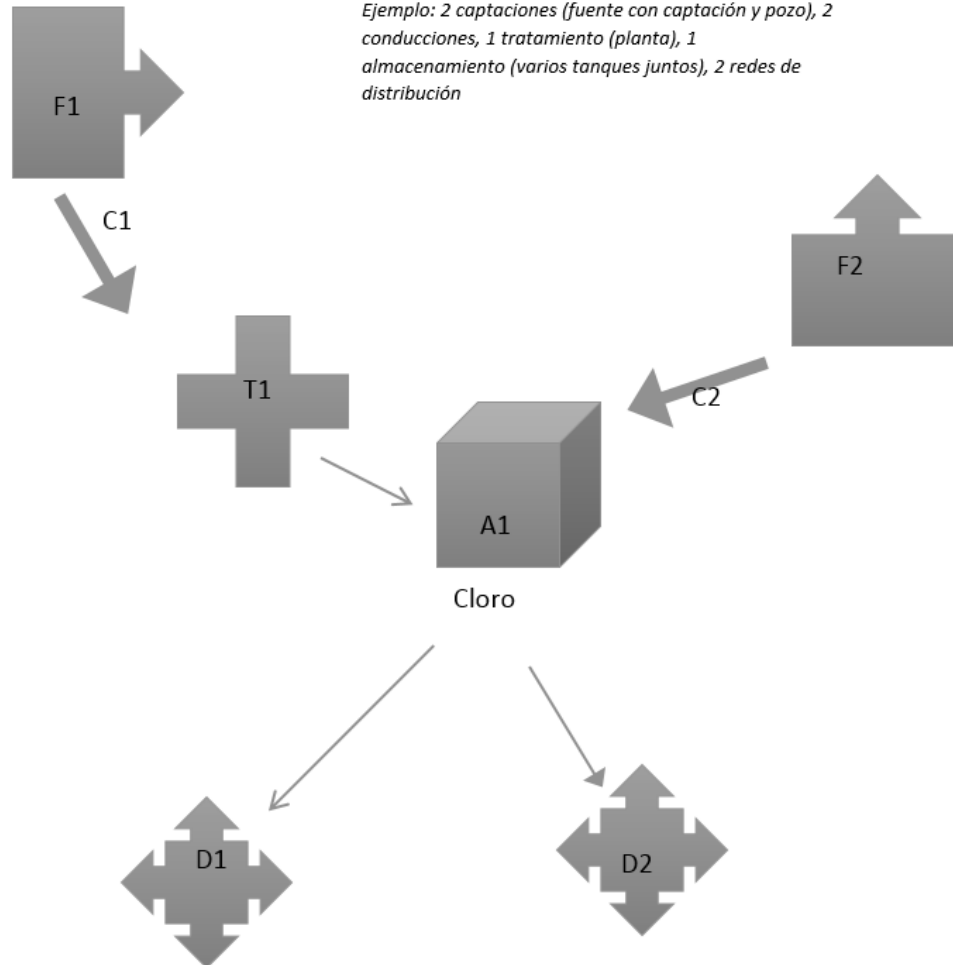 Ejemplo: 2 captaciones (fuente con captación y pozo), 2
conducciones, 1 tratamiento (planta), 1
almacenamiento (varios tanques juntos), 2 redes de
distribución
F1
C1
F2
T1
C2
A1
Cloro
D1
D2